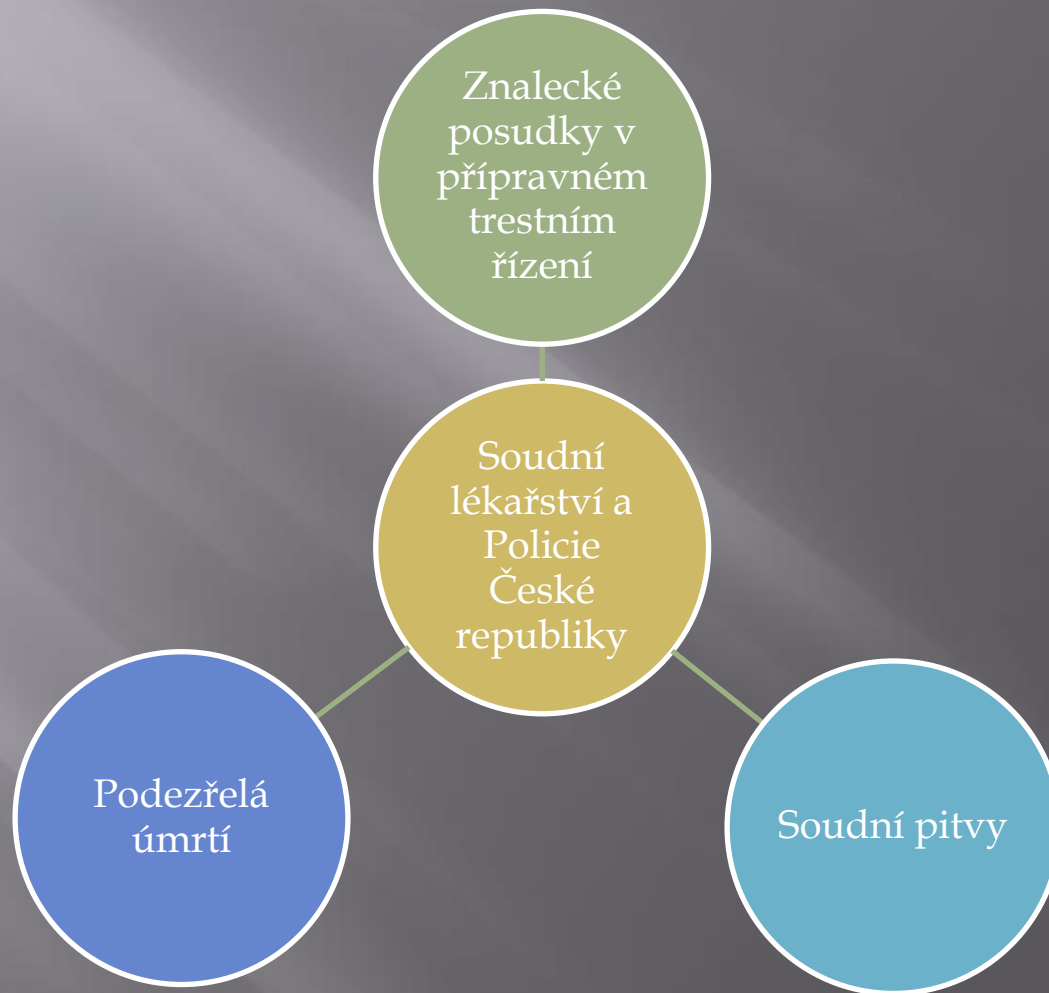 Znalecké
posudky v
přípravném
trestním
řízení
Soudní
lékařství a
Policie
České
republiky
Podezřelá
úmrtí
Soudní pitvy